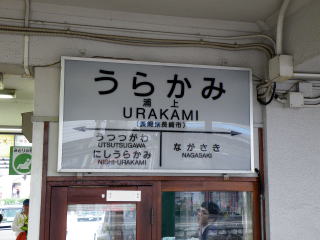 うらかみ
浦上
URAKAMI
(長崎県長崎市)
うつつがわ
UTSUTSUGAWA
にしうらかみ
NISHI-URAKAMI
ながさき
NAGASAKI